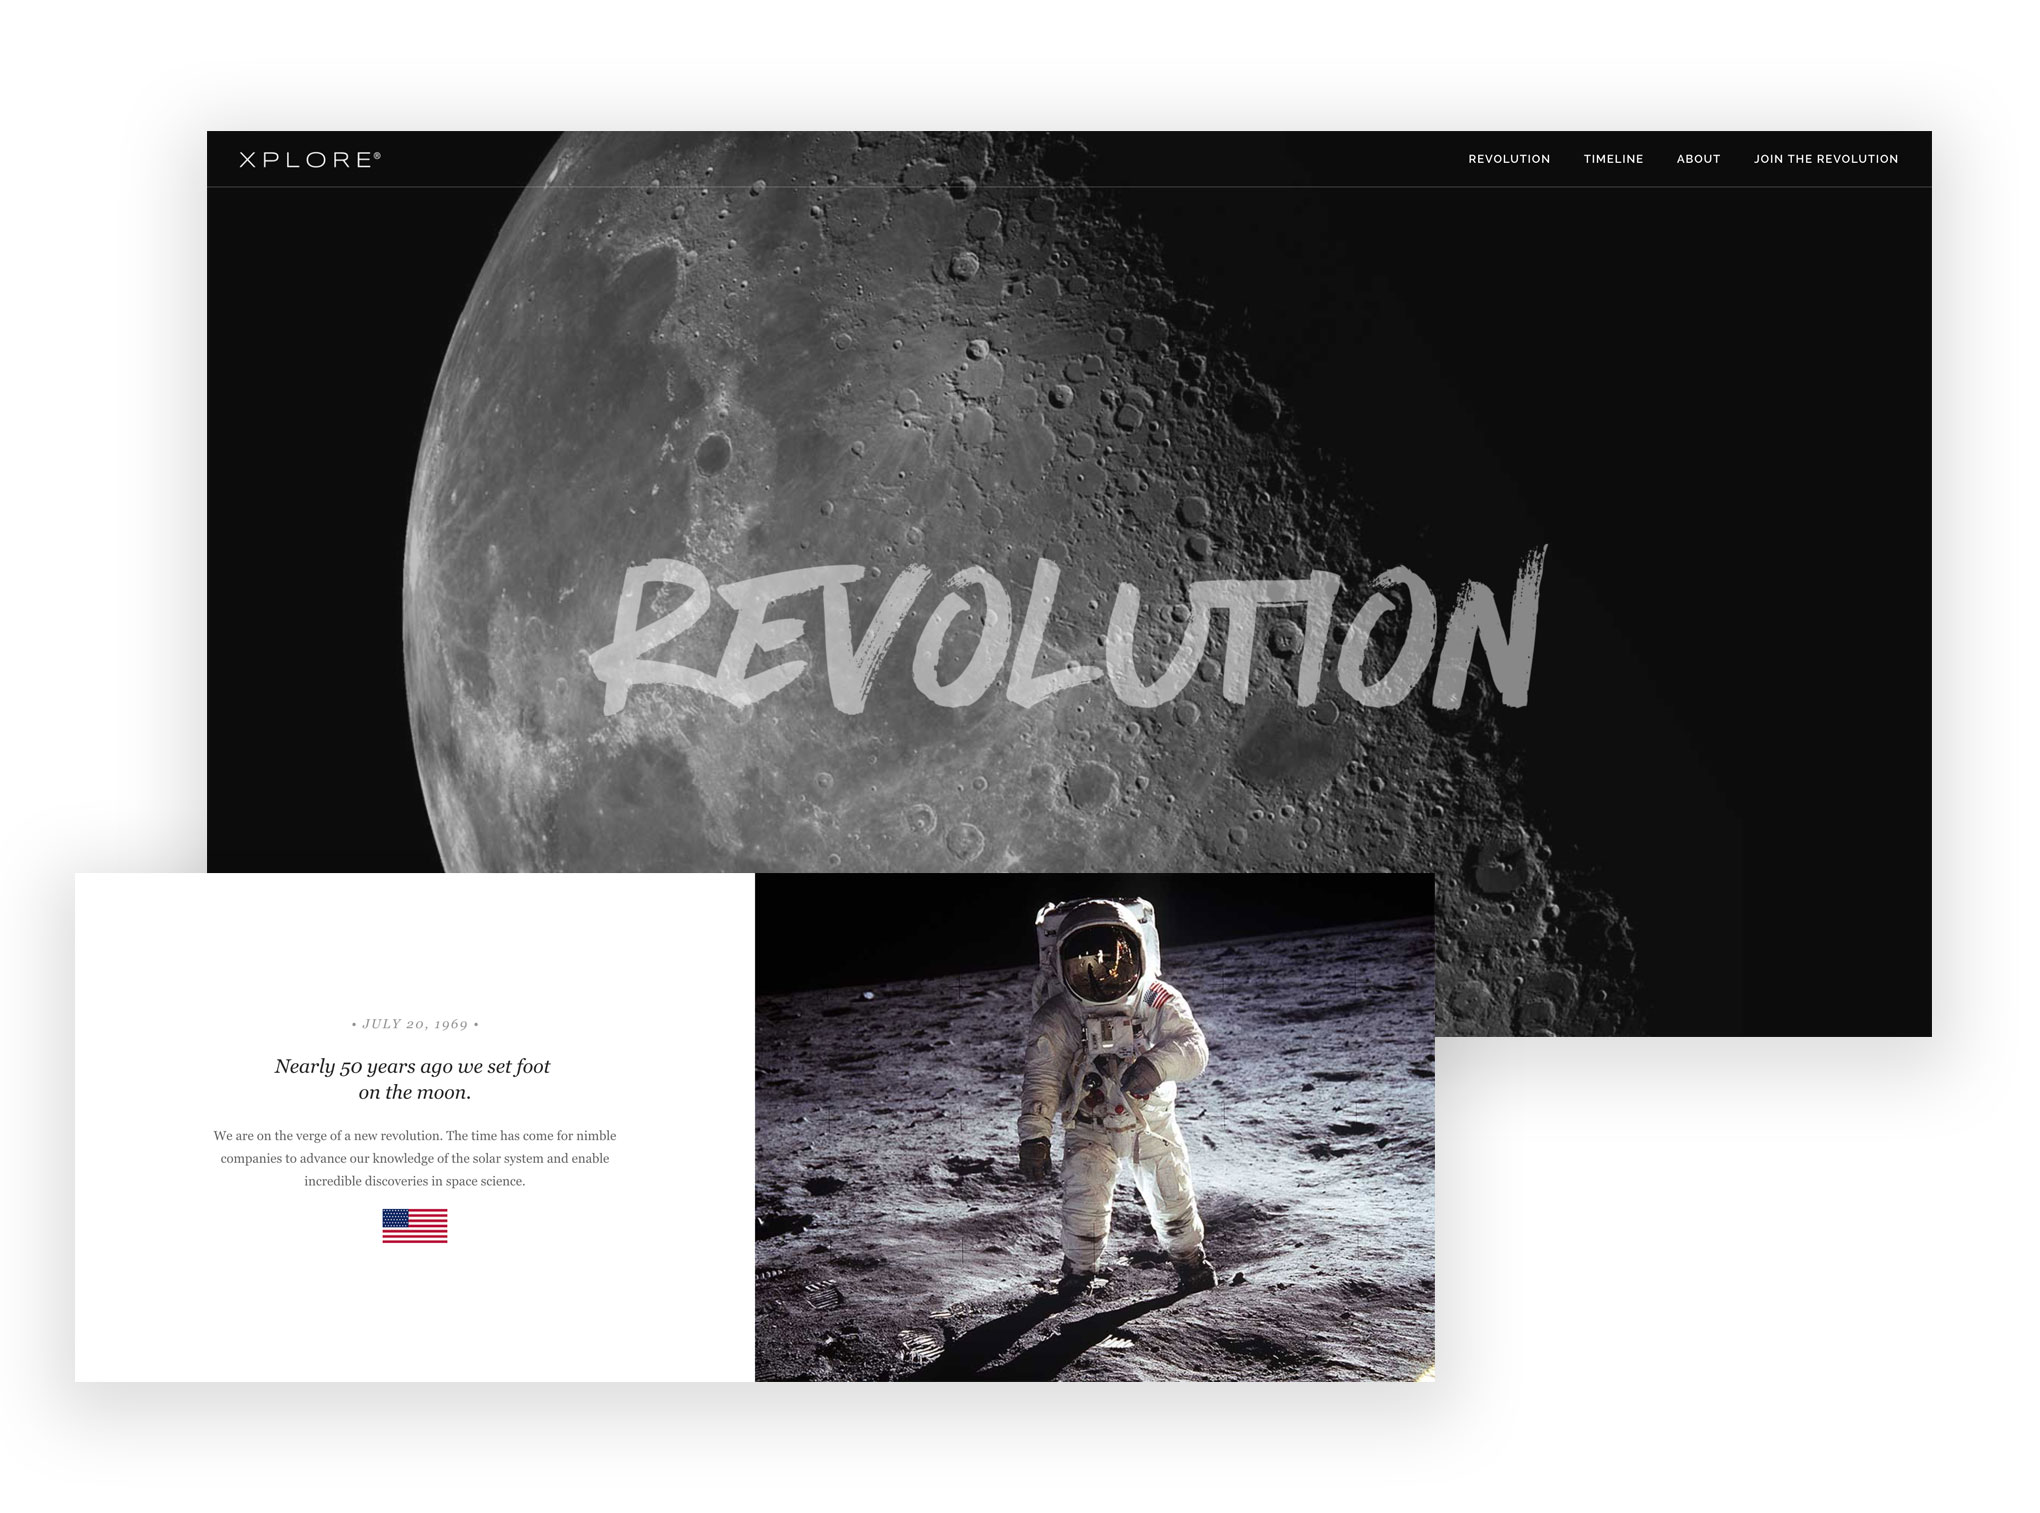 XPLORE®
REVOLUTION TIMELINE ABOUT JOIN THE REVOLUTION
REVOLUTION
• JULY 20, 1969 •
Nearly 50 years ago we set foot
on the moon.
We are on the verge of a new revolution. The time has come for nimble
companies to advance our knowledge of the solar system and enable
incredible discoveries in space science.